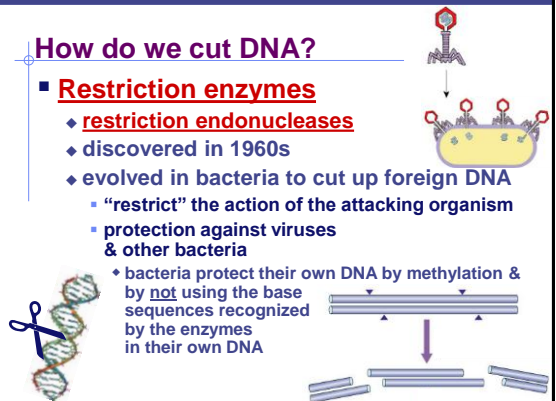 How do we cut DNA?
Restriction enzymes
restriction endonucleases
discovered in 1960s
evolved in bacteria to cut up foreign DNA
“restrict” the action of the attacking organism
protection against viruses
& other bacteria
bacteria protect their own DNA by methylation &
by not using the base
sequences recognized
by the enzymes
in their own DNA